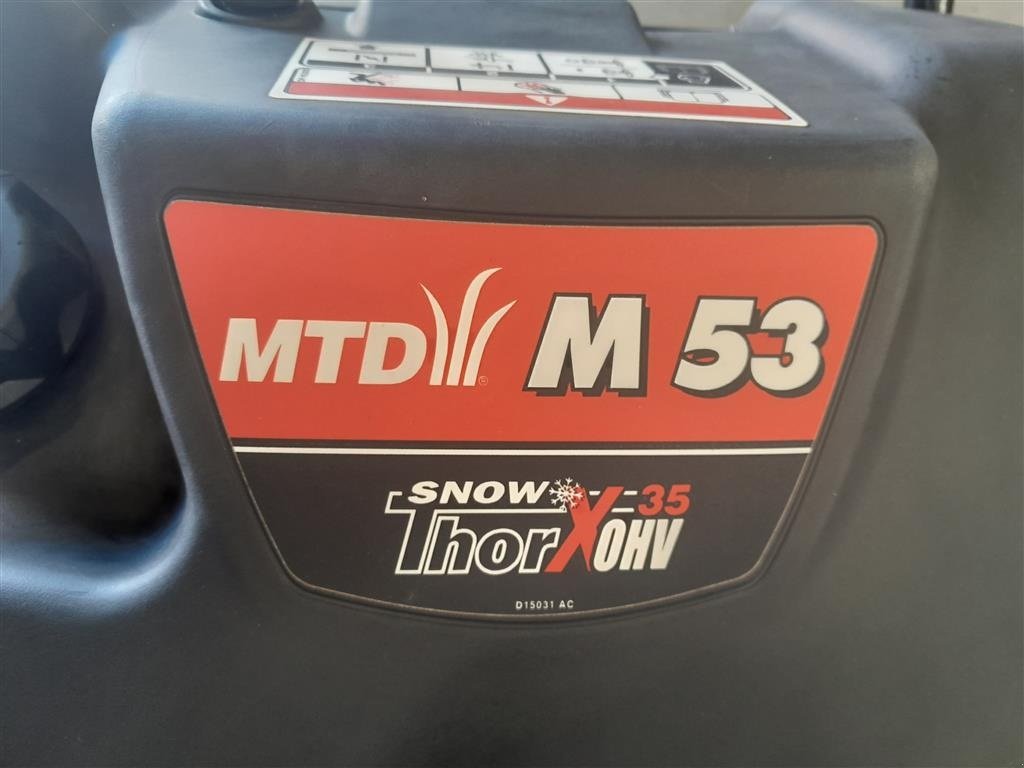 MTD M 53
SNOW 35
ThorX OHV
D15031 AC